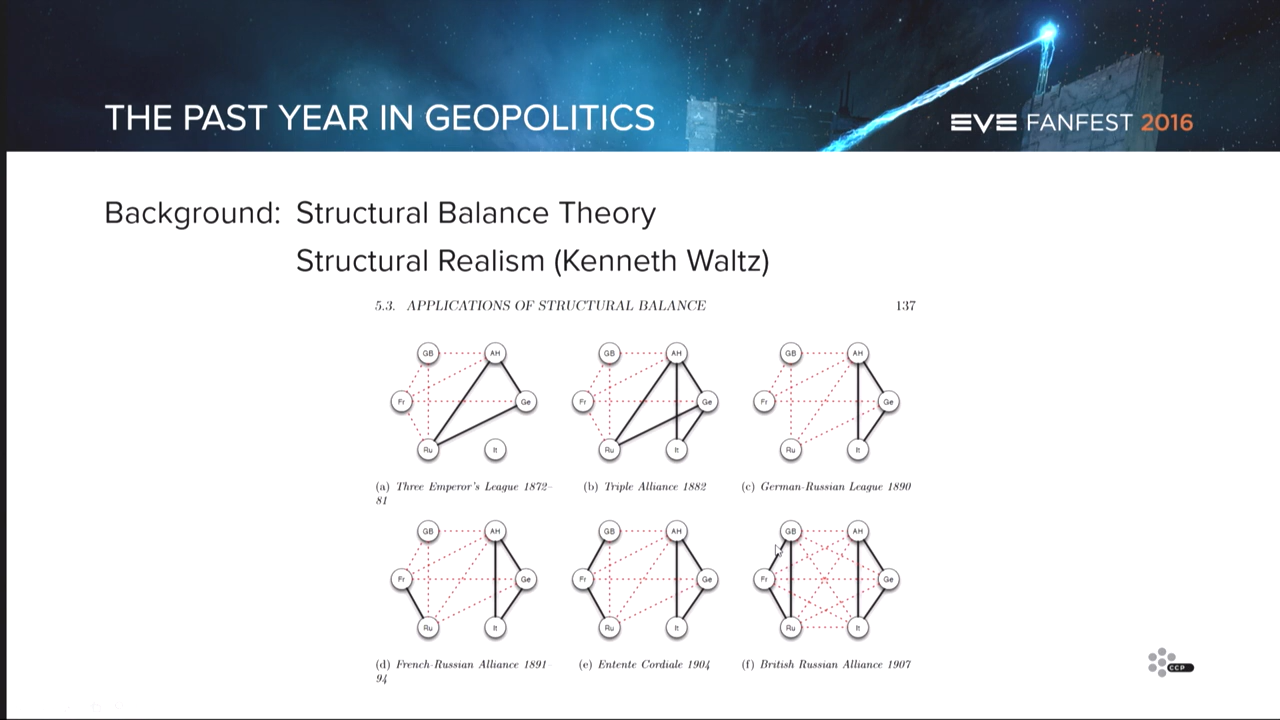 THE PAST YEAR IN GEOPOLITICS
EVE FANFEST 2016
Background: Structural Balance Theory
Structural Realism (Kenneth Waltz)
5.3. APPLICATIONS OF STRUCTURAL BALANCE 137
GB AH GB AH GB AH
Fr Ge Fr Ge Fr Ge
Ru It Ru It Ru It
(a) Three Emperor's League 1872–
81
(b) Triple Alliance 1882
(c) German-Russian League 1890
GB AH GB AH GB AH
Fr Ge Fr Ge Fr Ge
Ru It Ru It Ru It
(d) French-Russian Alliance 1891
94
(e) Entente Cordiale 1904
(f) British Russian Alliance 1907
CCP